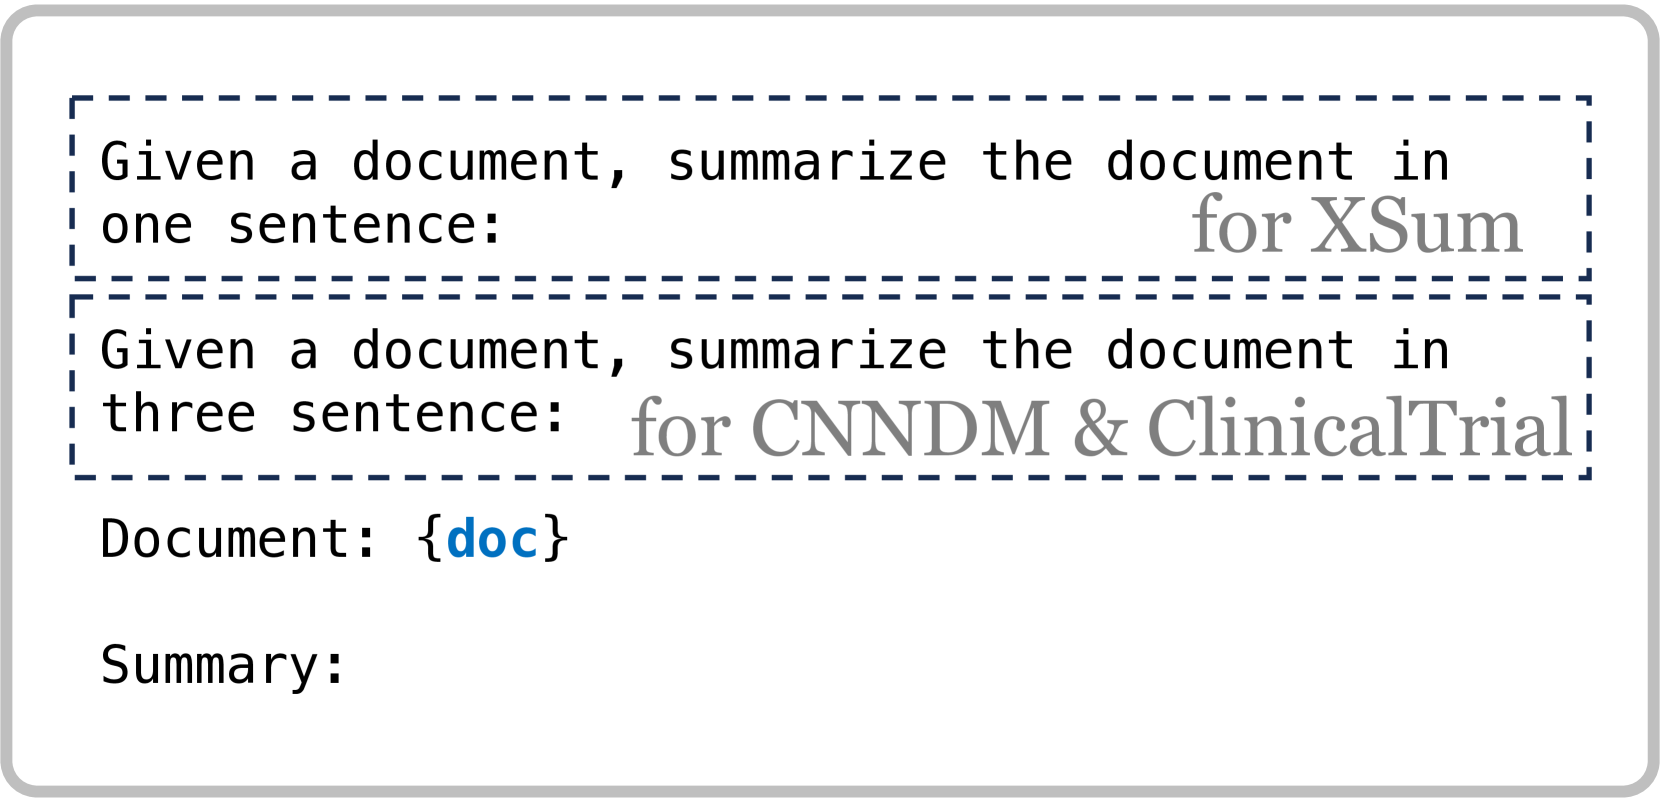 Given a document, summarize the document in
one sentence:
for XSum
Given a document, summarize the document in
three sentence:
for CNNDM & ClinicalTrial
Document: {doc}
Summary: